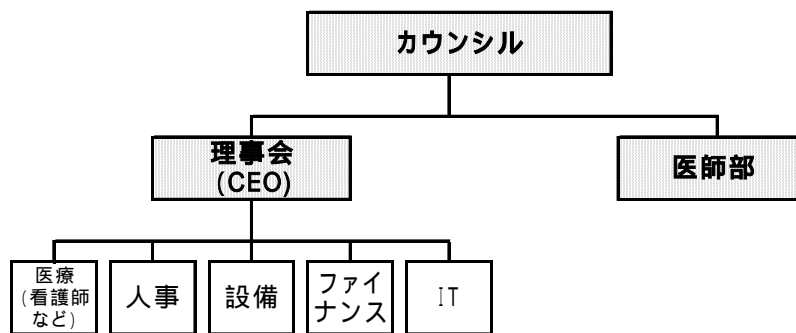 カウンシル
理事会
(CEO)
医師部
医療
(看護師
など)
人事
設備
ファイ
ナンス
IT